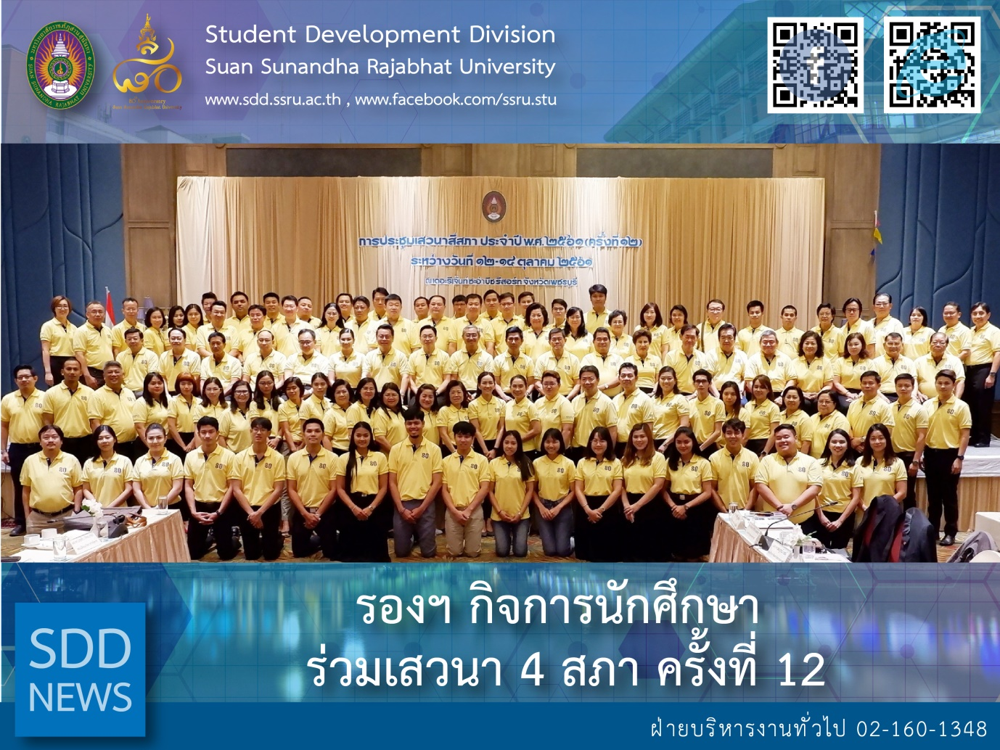 Student Development Division
Suan Sunandha Rajabhat University
www.sdd.ssru.ac.th , www.facebook.com/ssru.stu
SUAN SUNANDHA RAJABHAT UNIVERSITY
80 Anniversary
การประชุมเสวนาสี่สภา ประจำปี พ.ศ. ๒๕๖๑ (ครั้งที่ ๑๒)
ระหว่างวันที่ ๑๒-๑๔ ตุลาคม ๒๕๖๑
ณ เดอะรีเจ้นท์ ชะอำ บีช รีสอร์ท จังหวัดเพชรบุรี
รองฯ กิจการนักศึกษา
ร่วมเสวนา 4 สภา ครั้งที่ 12
SDD
NEWS
ฝ่ายบริหารงานทั่วไป 02-160-1348